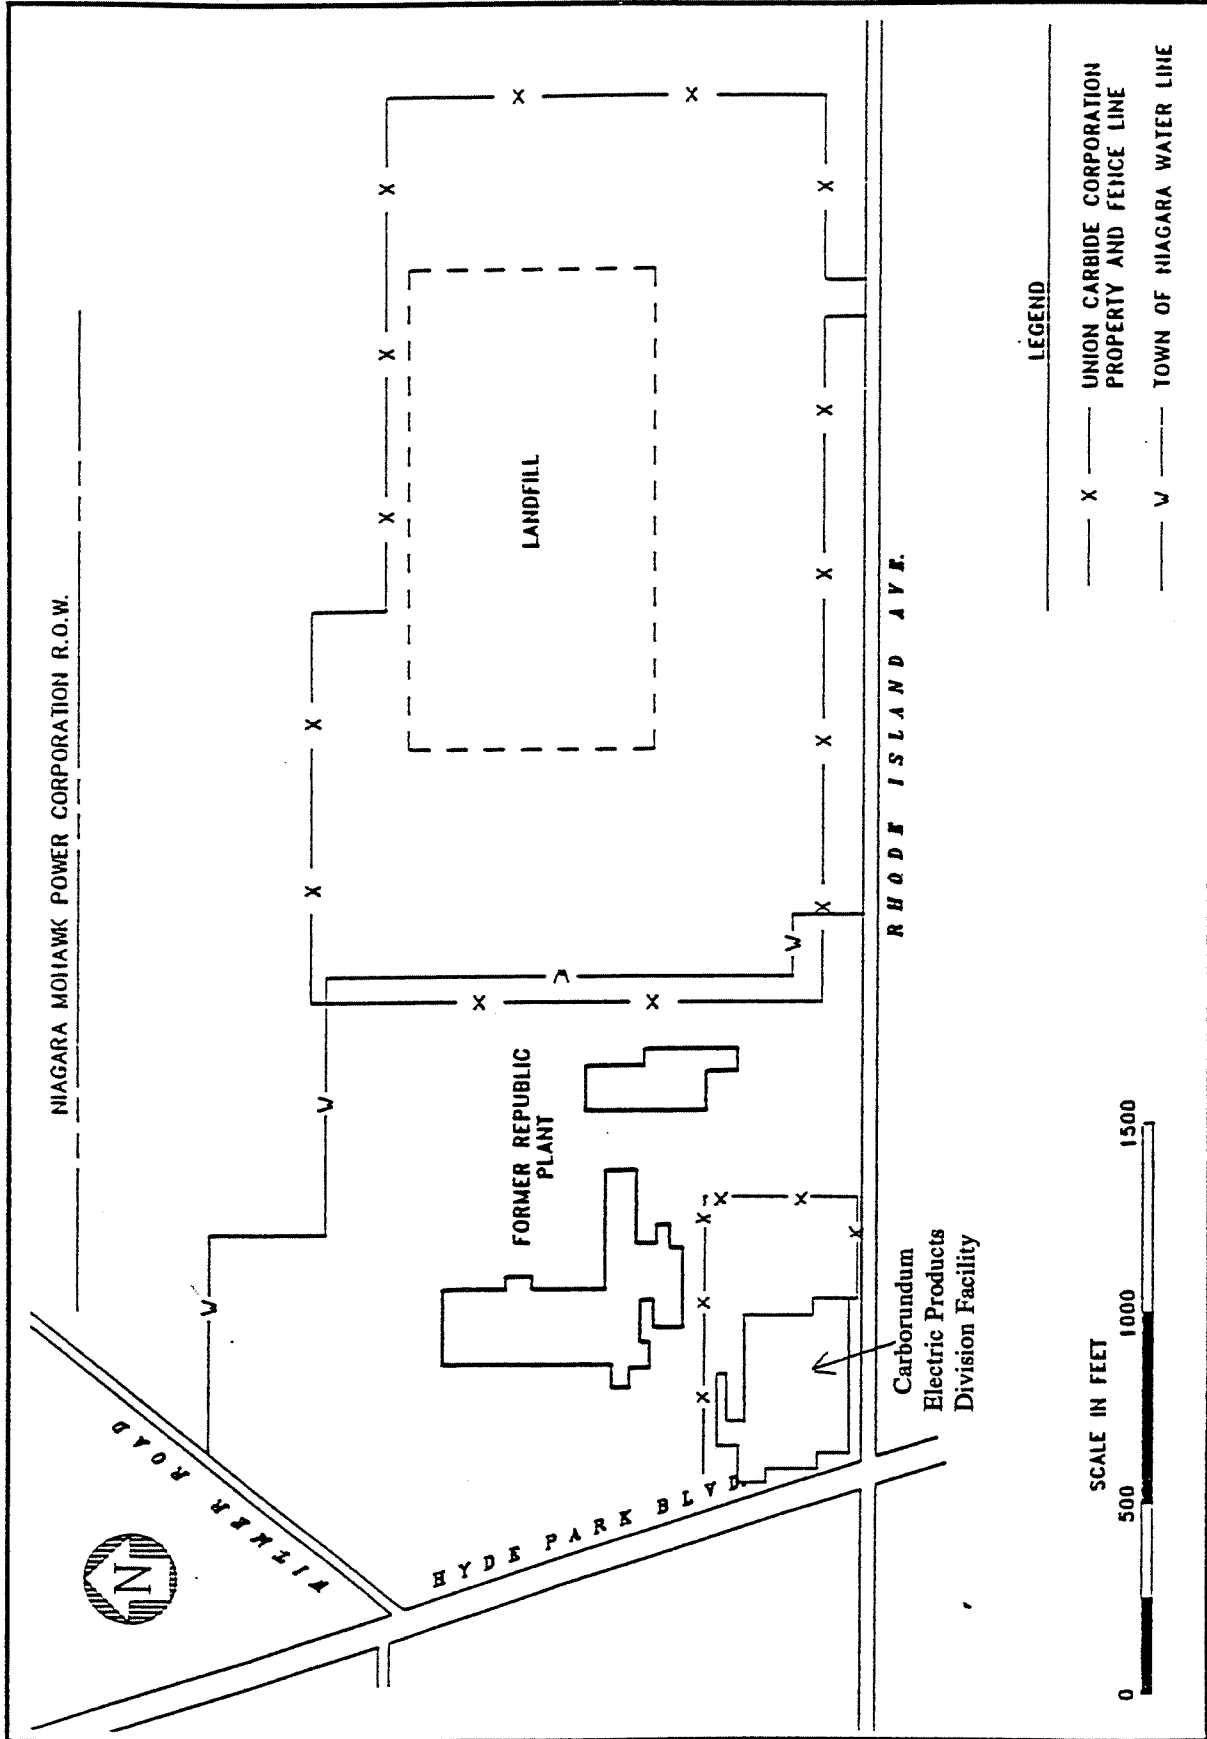 NIAGARA MOHAWK POWER CORPORATION R.O.W.
WITMER ROAD
N
HYDE PARK BLVD.
FORMER REPUBLIC
PLANT
LANDFILL
RHODE ISLAND AVE.
Carborundum
Electric Products
Division Facility
LEGEND
X UNION CARBIDE CORPORATION
PROPERTY AND FENCE LINE
W TOWN OF NIAGARA WATER LINE
SCALE IN FEET
0 500 1000 1500